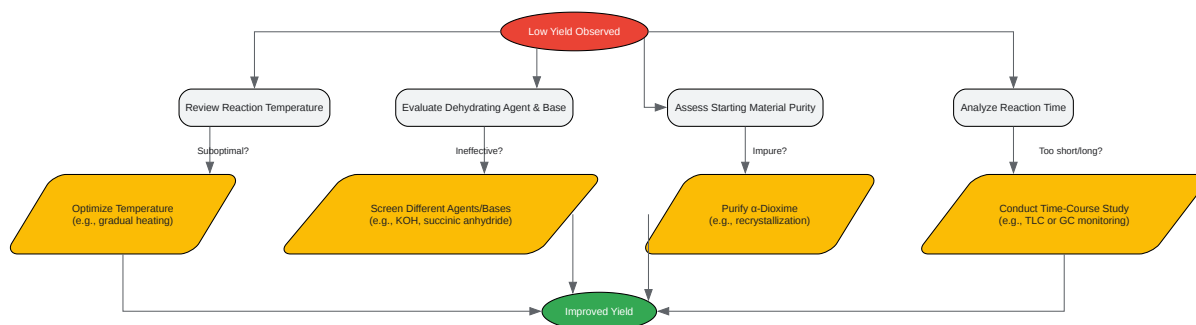 Low Yield Observed
Review Reaction Temperature
Evaluate Dehydrating Agent & Base
Assess Starting Material Purity
Analyze Reaction Time
Suboptimal?
Ineffective?
Impure?
Too short/long?
Optimize Temperature
(e.g., gradual heating)
Screen Different Agents/Bases
(e.g., KOH, succinic anhydride)
Purify α-Dioxime
(e.g., recrystallization)
Conduct Time-Course Study
(e.g., TLC or GC monitoring)
Improved Yield